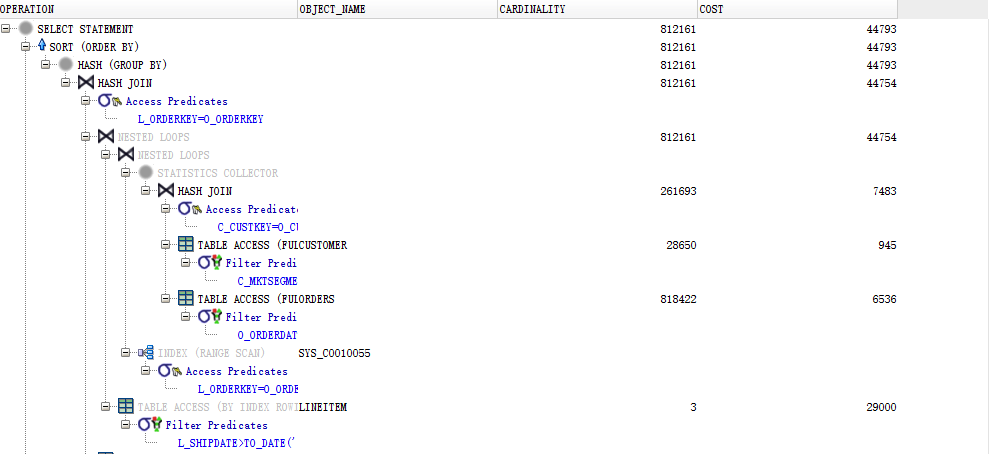 OPERATION OBJECT_NAME CARDINALITY COST
SELECT STATEMENT 812161 44793
SORT (ORDER BY) 812161 44793
HASH (GROUP BY) 812161 44793
HASH JOIN 812161 44754
Access Predicates
L_ORDERKEY=O_ORDERKEY
NESTED LOOPS 812161 44754
NESTED LOOPS
STATISTICS COLLECTOR
HASH JOIN 261693 7483
Access Predicate
C_CUSTKEY=O_CU
TABLE ACCESS (FUL CUSTOMER 28650 945
Filter Predi
C_MKTSEGME
TABLE ACCESS (FUL ORDERS 818422 6536
Filter Predi
O_ORDERDAT
INDEX (RANGE SCAN) SYS_C0010055
Access Predicates
L_ORDERKEY=O_ORDE
TABLE ACCESS (BY INDEX ROWI LINEITEM 3 29000
Filter Predicates
L_SHIPDATE>TO_DATE('